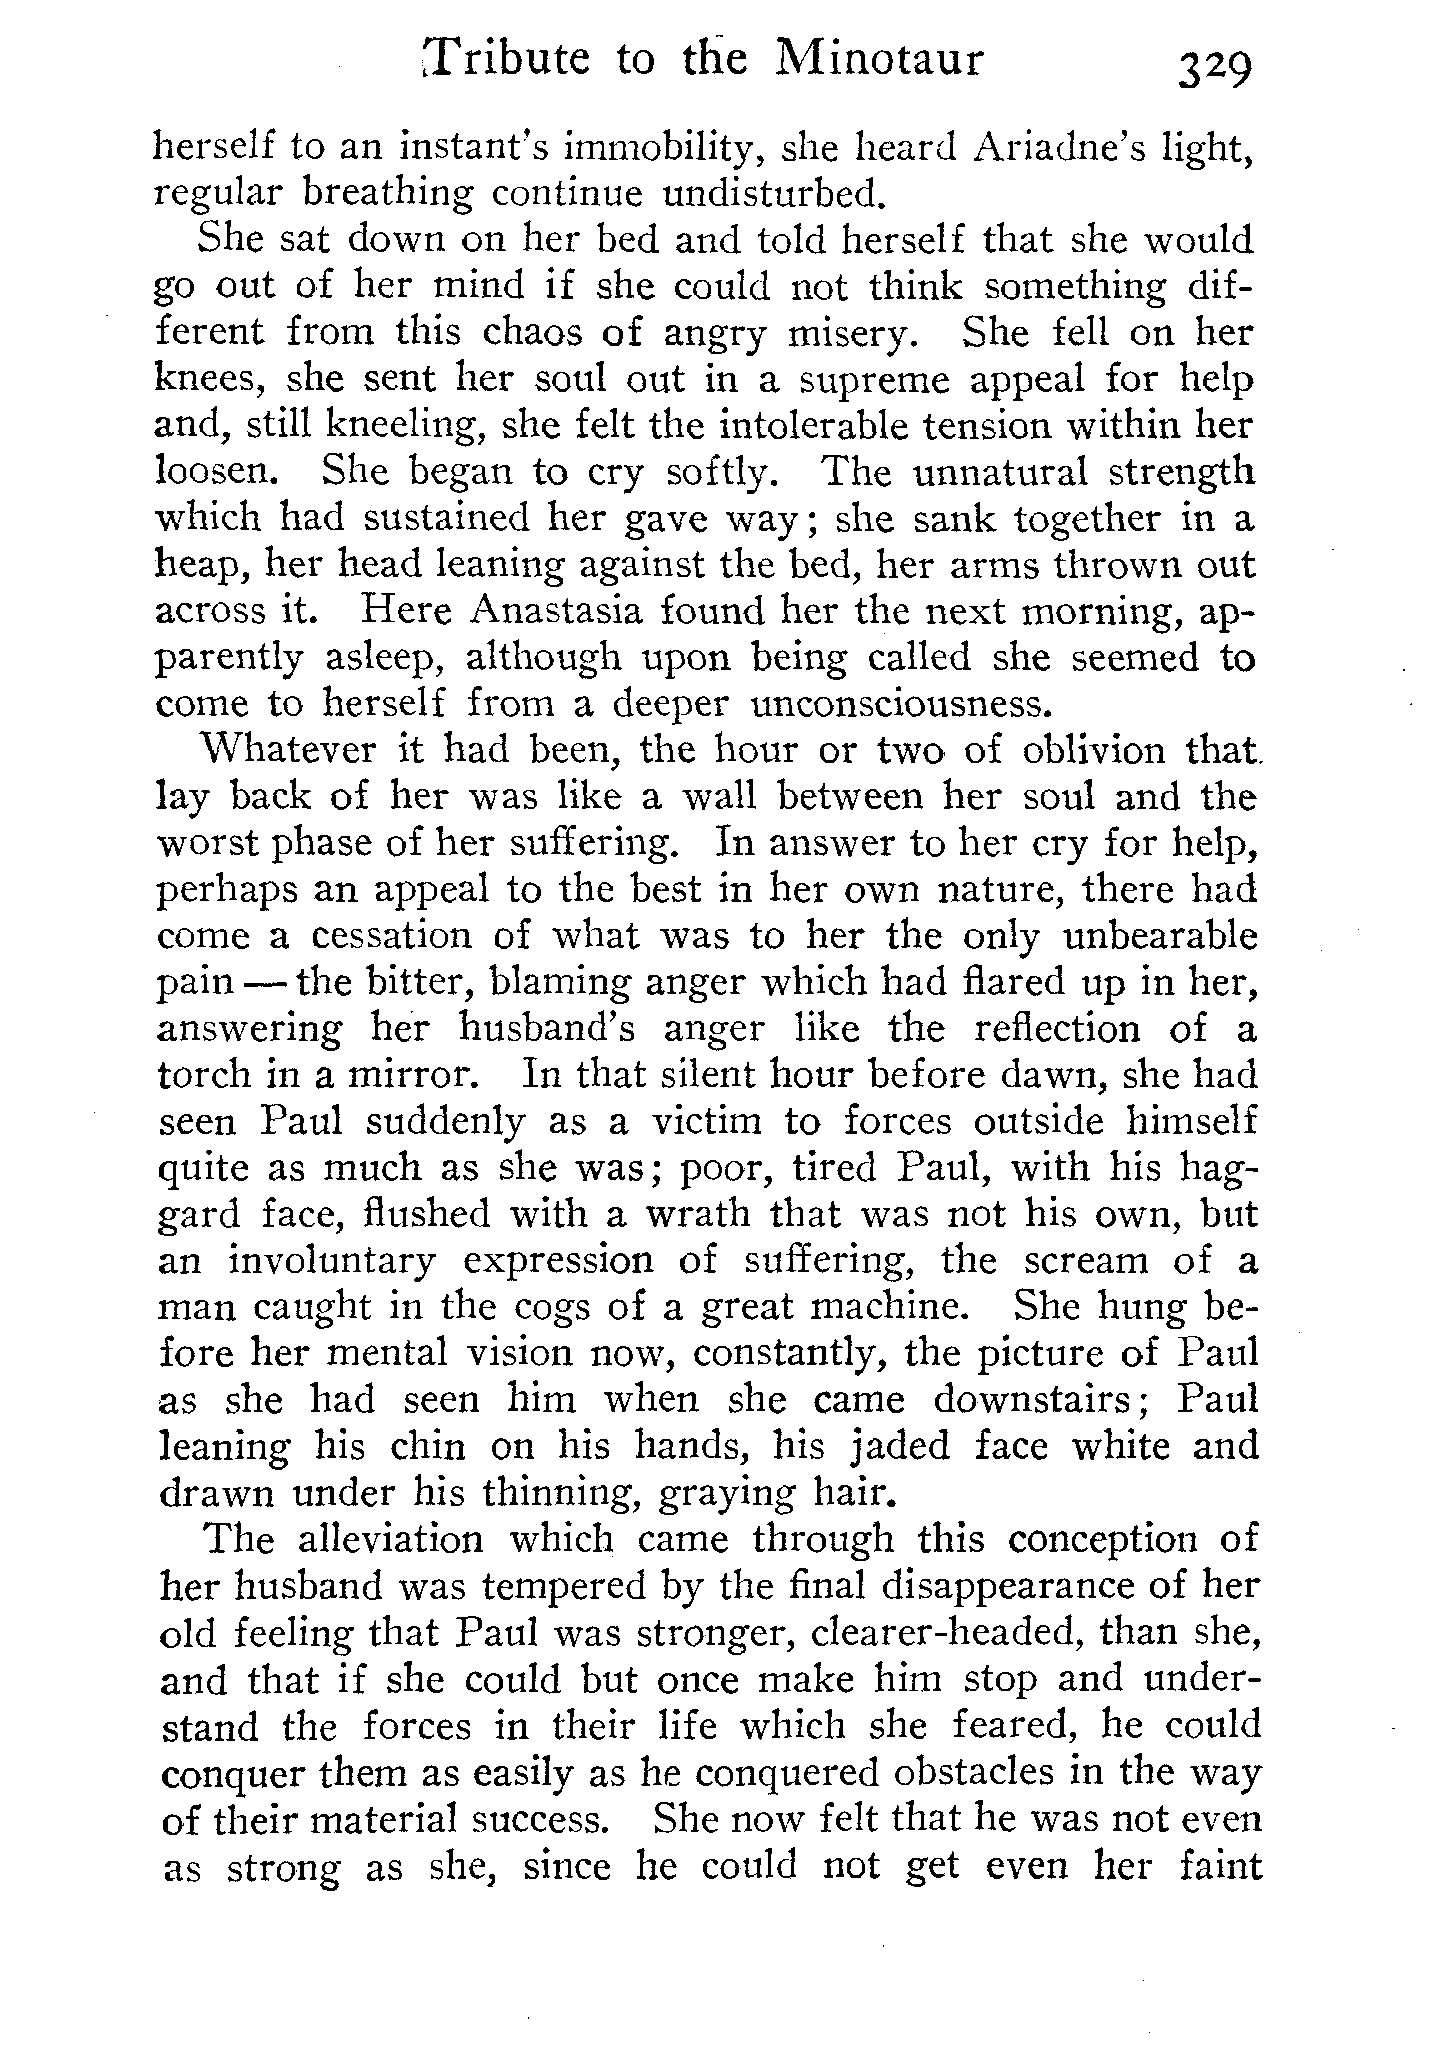 Tribute to the Minotaur 329
herself to an instant's immobility, she heard Ariadne's light,
regular breathing continue undisturbed.
She sat down on her bed and told herself that she would
go out of her mind if she could not think something dif-
ferent from this chaos of angry misery. She fell on her
knees, she sent her soul out in a supreme appeal for help
and, still kneeling, she felt the intolerable tension within her
loosen. She began to cry softly. The unnatural strength
which had sustained her gave way; she sank together in a
heap, her head leaning against the bed, her arms thrown out
across it. Here Anastasia found her the next morning, ap-
parently asleep, although upon being called she seemed to
come to herself from a deeper unconsciousness.
Whatever it had been, the hour or two of oblivion that
lay back of her was like a wall between her soul and the
worst phase of her suffering. In answer to her cry for help,
perhaps an appeal to the best in her own nature, there had
come a cessation of what was to her the only unbearable
pain — the bitter, blaming anger which had flared up in her,
answering her husband's anger like the reflection of a
torch in a mirror. In that silent hour before dawn, she had
seen Paul suddenly as a victim to forces outside himself
quite as much as she was; poor, tired Paul, with his hag-
gard face, flushed with a wrath that was not his own, but
an involuntary expression of suffering, the scream of a
man caught in the cogs of a great machine. She hung be-
fore her mental vision now, constantly, the picture of Paul
as she had seen him when she came downstairs; Paul
leaning his chin on his hands, his jaded face white and
drawn under his thinning, graying hair.
The alleviation which came through this conception of
her husband was tempered by the final disappearance of her
old feeling that Paul was stronger, clearer-headed, than she,
and that if she could but once make him stop and under-
stand the forces in their life which she feared, he could
conquer them as easily as he conquered obstacles in the way
of their material success. She now felt that he was not even
as strong as she, since he could not get even her faint